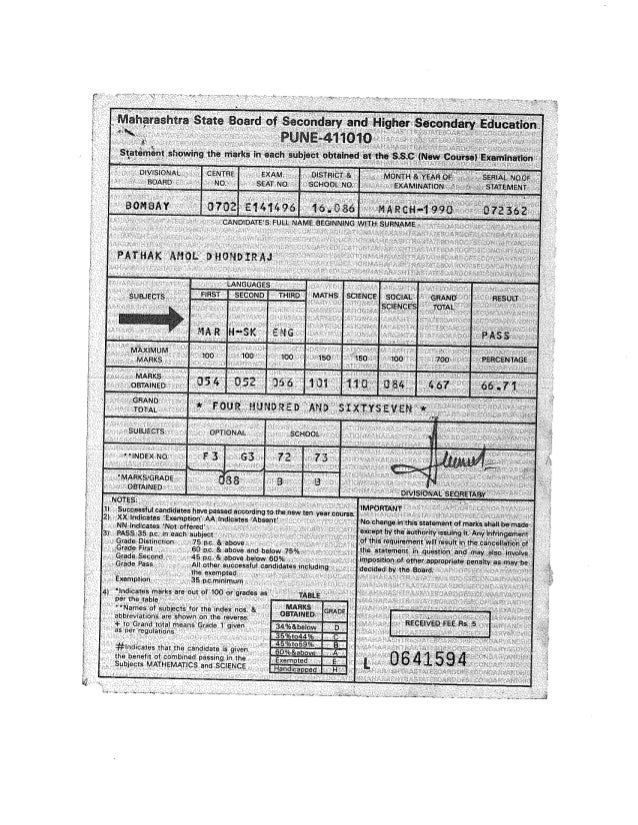 Maharashtra State Board of Secondary and Higher Secondary Education
PUNE-411010
Statement showing the marks in each subject obtained at the S.S.C (New Course) Examination
DIVISIONAL BOARD CENTRE NO. EXAM. SEAT NO. DISTRICT & SCHOOL NO. MONTH & YEAR OF EXAMINATION SERIAL NO.OF STATEMENT
BOMBAY 0702 E141496 16.086 MARCH-1990 072362
CANDIDATE'S FULL NAME BEGINNING WITH SURNAME
PATHAK AMOL DHONDIRAJ
LANGUAGES
SUBJECTS FIRST SECOND THIRD MATHS SCIENCE SOCIAL SCIENCES GRAND TOTAL RESULT
MAR H-SK ENG PASS
MAXIMUM MARKS 100 100 100 150 150 100 700 PERCENTAGE
MARKS OBTAINED 054 052 066 101 110 084 467 66.71
GRAND TOTAL * FOUR HUNDRED AND SIXTYSEVEN *
SUBJECTS OPTIONAL SCHOOL
**INDEX NO. F3 G3 72 73
*MARKS/GRADE OBTAINED 088 B B
DIVISIONAL SECRETARY
NOTES:
1) Successful candidates have passed according to the new ten year course.
2) XX Indicates 'Exemption' AA Indicates 'Absent'
NN Indicates 'Not offered'
3) PASS 35 p.c. in each subject
Grade Distinction 75 p.c. & above
Grade First 60 p.c. & above and below 75%
Grade Second 45 p.c. & above below 60%
Grade Pass All other successful candidates including
the exempted
Exemption 35 p.c.minimum
4) *Indicates marks are out of 100 or grades as
per the table
**Names of subjects for the index nos. &
abbreviations are shown on the reverse.
+ to Grand total means Grade 1 given
as per regulations.
#Indicates that the candidate is given
the benefit of combined passing in the
Subjects MATHEMATICS and SCIENCE
TABLE
MARKS OBTAINED GRADE
34%&below D
35%to44% C
45%to59% B
60%&above A
Exempted E
Handicapped H
IMPORTANT
No change in this statement of marks shall be made
except by the authority issuing it. Any infringement
of this requirement will result in the cancellation of
the statement in question and may also involve
imposition of other appropriate penalty as may be
decided by the Board.
RECEIVED FEE Rs. 5
L 0641594